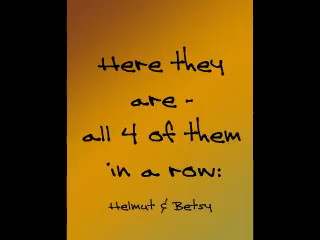 Here they
are -
all 4 of them
in a row:
Helmut & Betsy